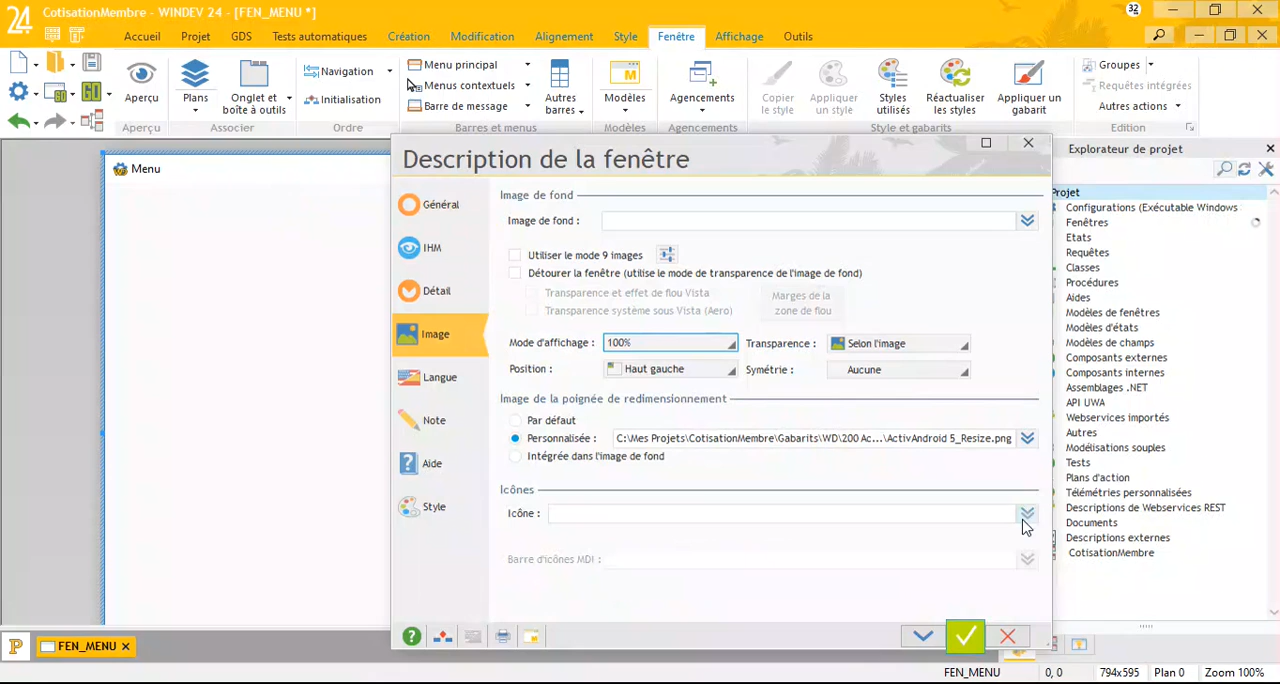 24 CotisationMembre - WINDEV 24 - [FEN_MENU *] 32
Accueil Projet GDS Tests automatiques Création Modification Alignement Style Fenêtre Affichage Outils
Aperçu
Plans
Onglet et boîte à outils
Navigation
Initialisation
Menu principal
Menus contextuels
Barre de message
Autres barres
Modèles
Agencements
Copier le style
Appliquer un style
Styles utilisés
Réactualiser les styles
Appliquer un gabarit
Groupes
Requêtes intégrées
Autres actions
Aperçu Associer Ordre Barres et menus Modèles Agencements Style et gabarits Edition
Menu
Description de la fenêtre
Général
IHM
Détail
Image
Langue
Note
Aide
Style
Image de fond
Image de fond :
Utiliser le mode 9 images
Détourer la fenêtre (utilise le mode de transparence de l'image de fond)
Transparence et effet de flou Vista
Transparence système sous Vista (Aero)
Marges de la zone de flou
Mode d'affichage : 100% Transparence : Selon l'image
Position : Haut gauche Symétrie : Aucune
Image de la poignée de redimensionnement
Par défaut
Personnalisée : C:\Mes Projets\CotisationMembre\Gabarits\WD\200 Ac...\ActivAndroid 5_Resize.png
Intégrée dans l'image de fond
Icônes
Icône :
Barre d'icônes MDI :
Explorateur de projet
Projet
Configurations (Exécutable Windows
Fenêtres
Etats
Requêtes
Classes
Procédures
Aides
Modèles de fenêtres
Modèles d'états
Modèles de champs
Composants externes
Composants internes
Assemblages .NET
API UWA
Webservices importés
Autres
Modélisations souples
Tests
Plans d'action
Télémétries personnalisées
Descriptions de Webservices REST
Documents
Descriptions externes
CotisationMembre
P FEN_MENU
FEN_MENU 0, 0 794x595 Plan 0 Zoom 100%